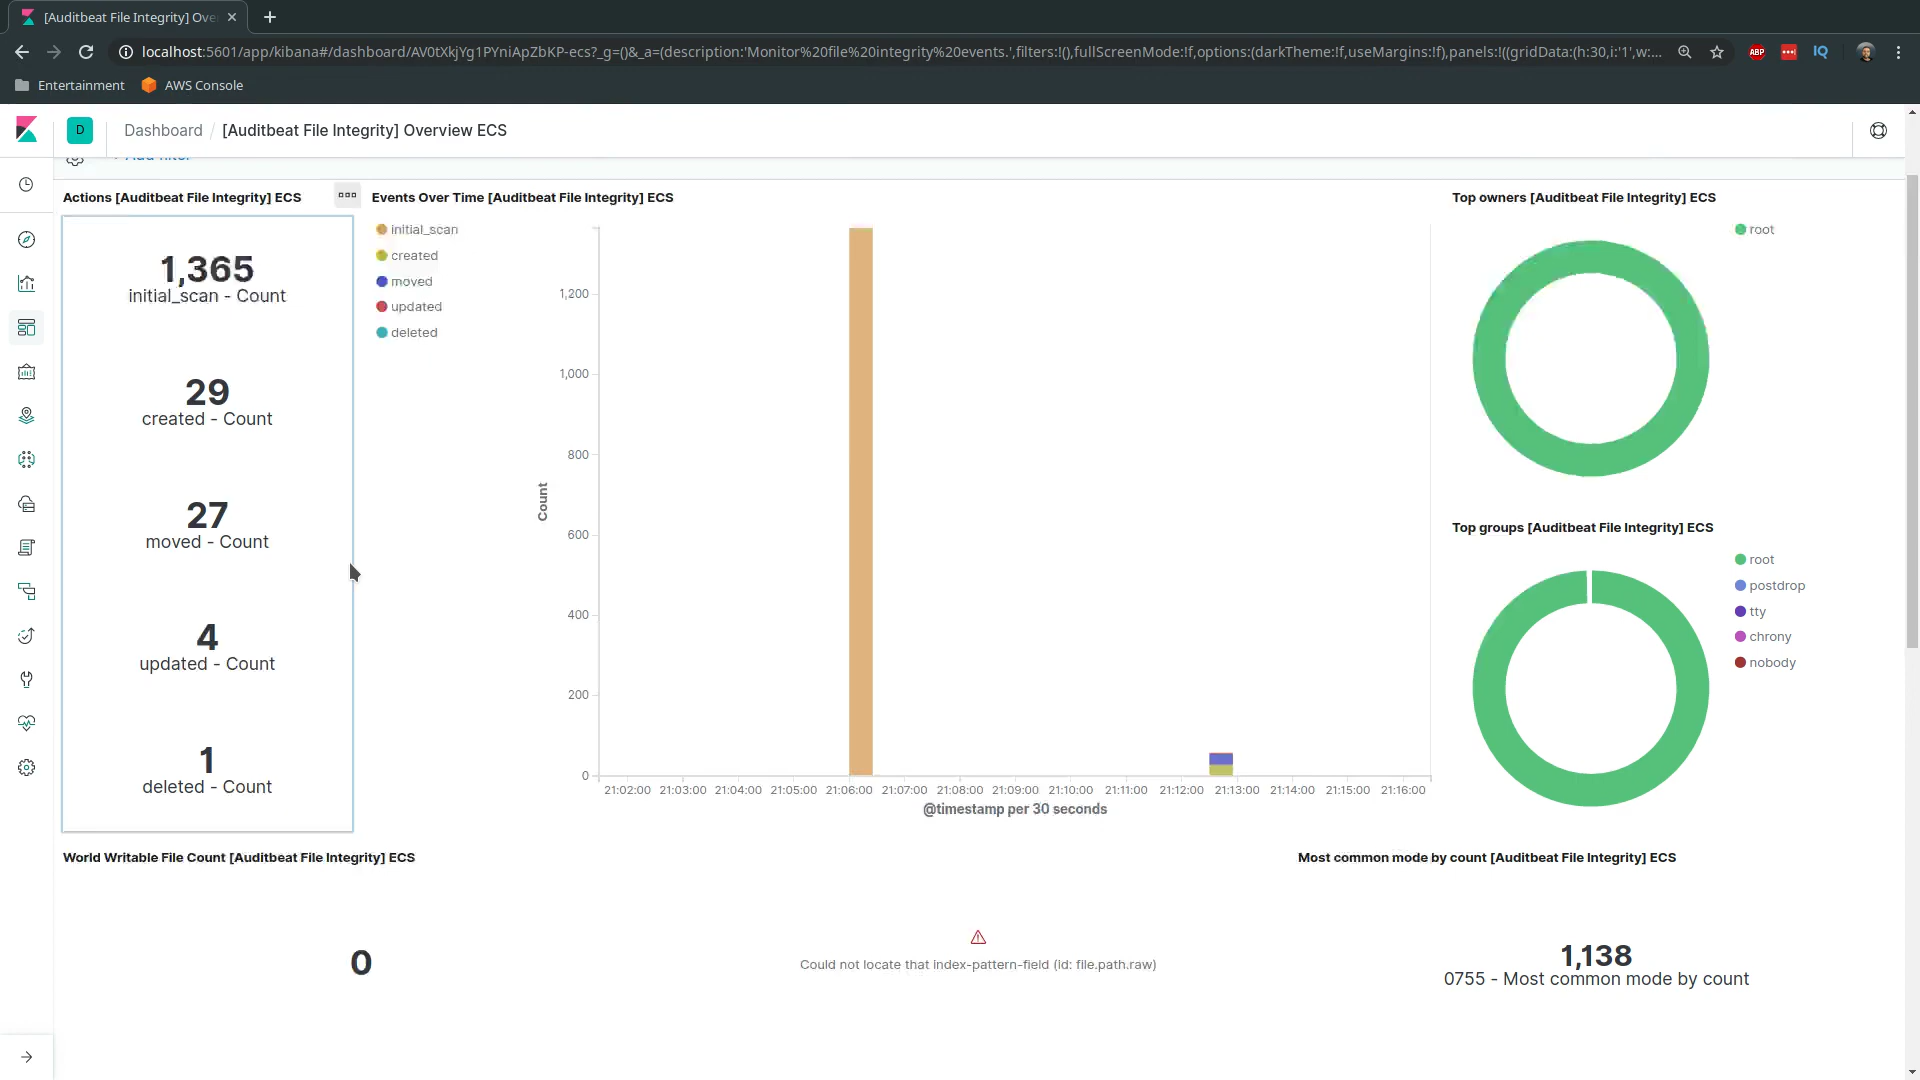 [Auditbeat File Integrity] Ove
localhost:5601/app/kibana#/dashboard/AV0tXkjYg1PYniApZbKP-ecs?_g=()&_a=(description:'Monitor%20file%20integrity%20events.',filters:!(),fullScreenMode:!f,options:(darkTheme:!f,useMargins:!f),panels:!((gridData:(h:30,i:'1',w:...
ABP
IQ
Entertainment
AWS Console
D
Dashboard / [Auditbeat File Integrity] Overview ECS
Add filter
Actions [Auditbeat File Integrity] ECS
1,365
initial_scan - Count
29
created - Count
27
moved - Count
4
updated - Count
1
deleted - Count
Events Over Time [Auditbeat File Integrity] ECS
initial_scan
created
moved
updated
deleted
Count
1,200
1,000
800
600
400
200
0
21:02:00 21:03:00 21:04:00 21:05:00 21:06:00 21:07:00 21:08:00 21:09:00 21:10:00 21:11:00 21:12:00 21:13:00 21:14:00 21:15:00 21:16:00
@timestamp per 30 seconds
Top owners [Auditbeat File Integrity] ECS
root
Top groups [Auditbeat File Integrity] ECS
root
postdrop
tty
chrony
nobody
World Writable File Count [Auditbeat File Integrity] ECS
0
Could not locate that index-pattern-field (id: file.path.raw)
Most common mode by count [Auditbeat File Integrity] ECS
1,138
0755 - Most common mode by count